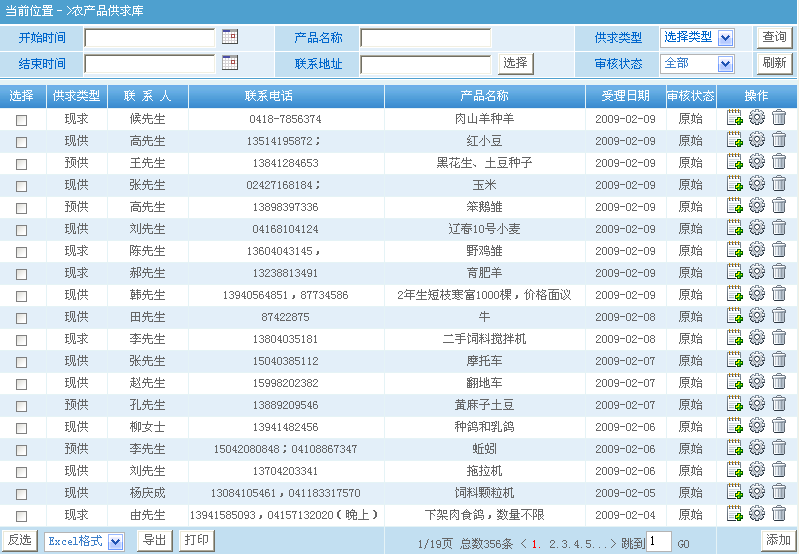 当前位置－->农产品供求库
开始时间 产品名称 供求类型 选择类型 查询
结束时间 联系地址 选择 审核状态 全部 刷新
选择 供求类型 联 系 人 联系电话 产品名称 受理日期 审核状态 操作
现求 候先生 0418-7856374 肉山羊种羊 2009-02-09 原始
现供 高先生 13514195872； 红小豆 2009-02-09 原始
预供 王先生 13841284653 黑花生、土豆种子 2009-02-09 原始
现供 张先生 02427168184； 玉米 2009-02-09 原始
预供 高先生 13898397336 笨鹅雏 2009-02-09 原始
现供 刘先生 04168104124 辽春10号小麦 2009-02-09 原始
现求 陈先生 13604043145， 野鸡雏 2009-02-09 原始
现求 郝先生 13238813491 育肥羊 2009-02-09 原始
现供 韩先生 13940564851，87734586 2年生短枝寒富1000棵，价格面议 2009-02-09 原始
现供 田先生 87422875 牛 2009-02-08 原始
现求 李先生 13804035181 二手饲料搅拌机 2009-02-08 原始
现供 张先生 15040385112 摩托车 2009-02-07 原始
现供 赵先生 15998202382 翻地车 2009-02-07 原始
预供 孔先生 13889209546 黄麻子土豆 2009-02-07 原始
现供 柳女士 13941482456 种鸽和乳鸽 2009-02-06 原始
预供 李先生 15042080848；04108867347 蚯蚓 2009-02-06 原始
现求 刘先生 13704203341 拖拉机 2009-02-06 原始
现供 杨庆成 13084105461，041183317570 饲料颗粒机 2009-02-05 原始
现求 由先生 13941585093，04157132020（晚上） 下架肉食鸽，数量不限 2009-02-04 原始
反选 Excel格式 导出 打印 1/19页 总数356条 < 1. 2.3.4.5...> 跳到 1 GO 添加